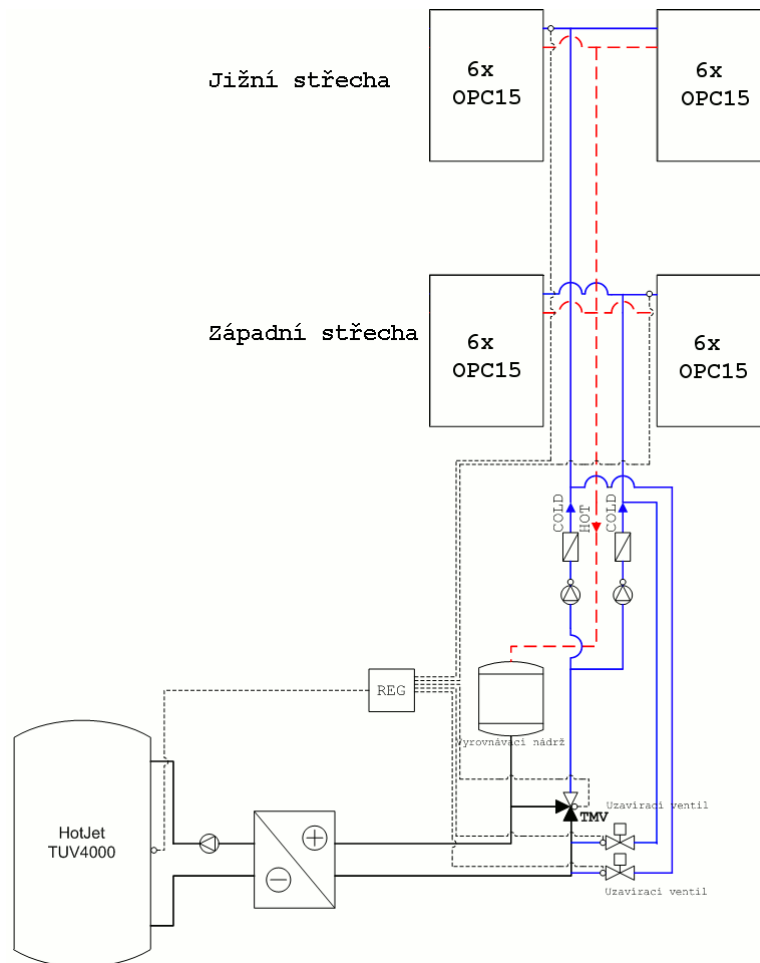 Jižní střecha
6x
OPC15
6x
OPC15
Západní střecha
6x
OPC15
6x
OPC15
COLD
HOT
COLD
REG
Vyrovnávací nádrž
HotJet
TUV4000
TMV
Uzavírací ventil
Uzavírací ventil